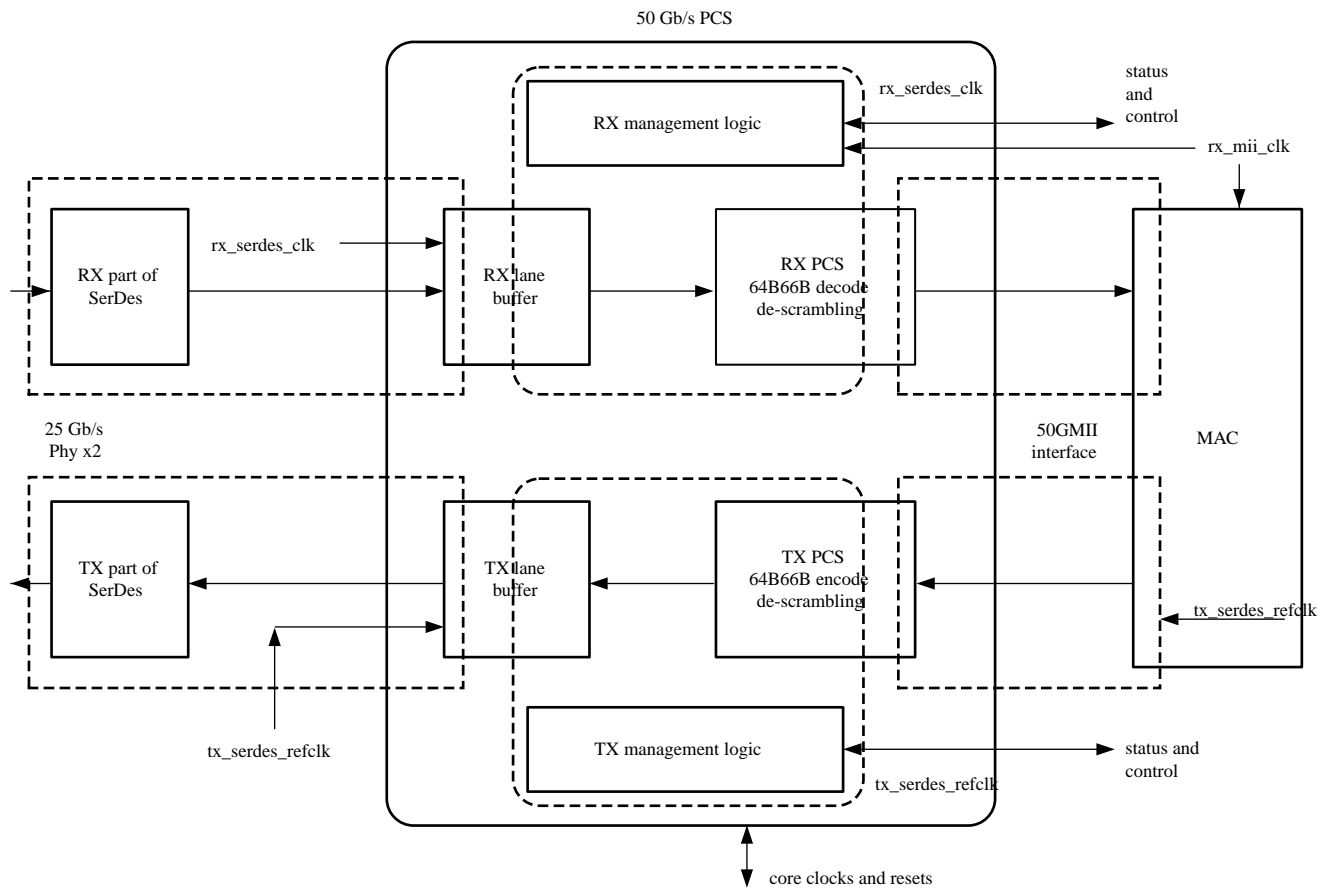 50 Gb/s PCS
rx_serdes_clk
status
and
control
RX management logic
rx_mii_clk
rx_serdes_clk
RX part of
SerDes
RX lane
buffer
RX PCS
64B66B decode
de-scrambling
25 Gb/s
Phy x2
50GMII
interface
MAC
TX part of
SerDes
TX lane
buffer
TX PCS
64B66B encode
de-scrambling
tx_serdes_refclk
tx_serdes_refclk
TX management logic
status and
control
tx_serdes_refclk
core clocks and resets